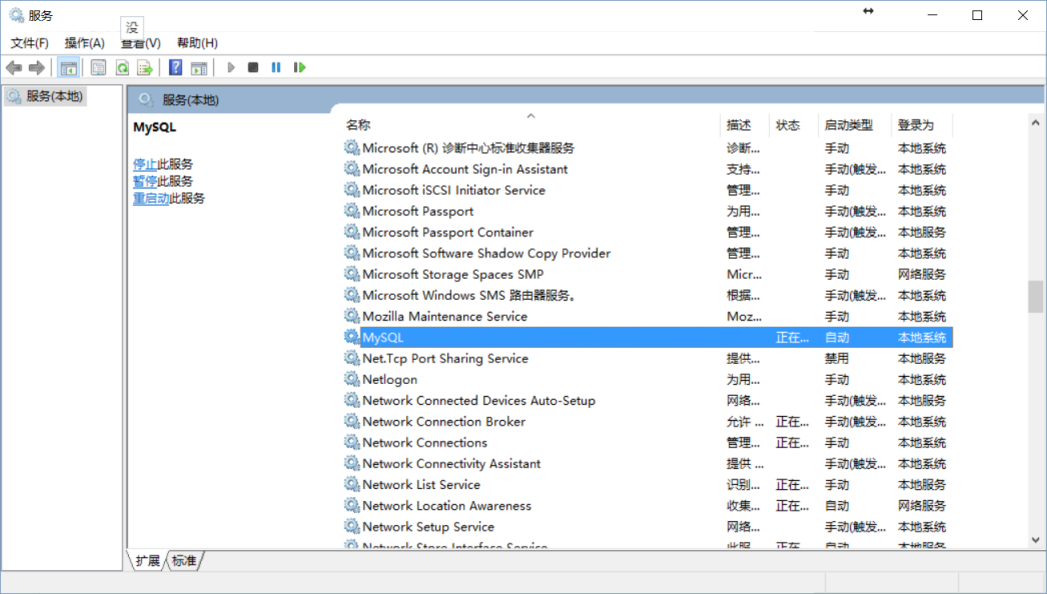 服务
没
文件(F) 操作(A) 查看(V) 帮助(H)
服务(本地)
服务(本地)
MySQL
停止此服务
暂停此服务
重启动此服务
名称 描述 状态 启动类型 登录为
Microsoft (R) 诊断中心标准收集器服务 诊断... 手动 本地系统
Microsoft Account Sign-in Assistant 支持... 手动(触发... 本地系统
Microsoft iSCSI Initiator Service 管理... 手动 本地系统
Microsoft Passport 为用... 手动(触发... 本地系统
Microsoft Passport Container 管理... 手动(触发... 本地服务
Microsoft Software Shadow Copy Provider 管理... 手动 本地系统
Microsoft Storage Spaces SMP Micr... 手动 网络服务
Microsoft Windows SMS 路由器服务。 根据... 手动(触发... 本地系统
Mozilla Maintenance Service Moz... 手动 本地系统
MySQL 正在... 自动 本地系统
Net.Tcp Port Sharing Service 提供... 禁用 本地服务
Netlogon 为用... 手动 本地系统
Network Connected Devices Auto-Setup 网络... 手动(触发... 本地服务
Network Connection Broker 允许 ... 正在... 手动(触发... 本地系统
Network Connections 管理... 正在... 手动 本地系统
Network Connectivity Assistant 提供 ... 手动(触发... 本地系统
Network List Service 识别... 正在... 手动 本地服务
Network Location Awareness 收集... 正在... 自动 网络服务
Network Setup Service 网络... 手动(触发... 本地系统
Network Store Interface Service 此服... 正在... 自动 本地服务
扩展 标准